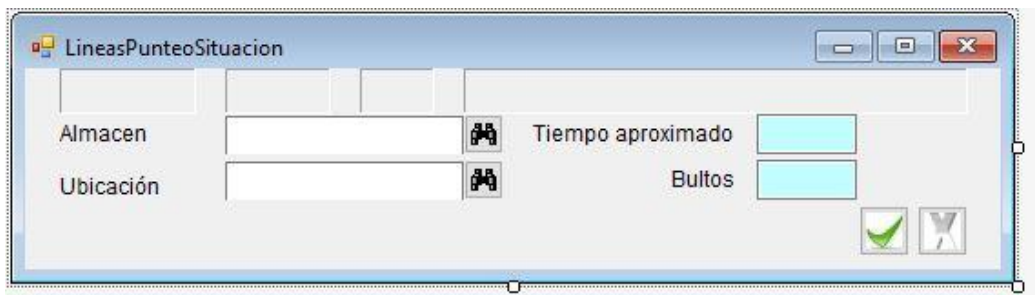 LineasPunteoSituacion
Almacen
Tiempo aproximado
Ubicación
Bultos